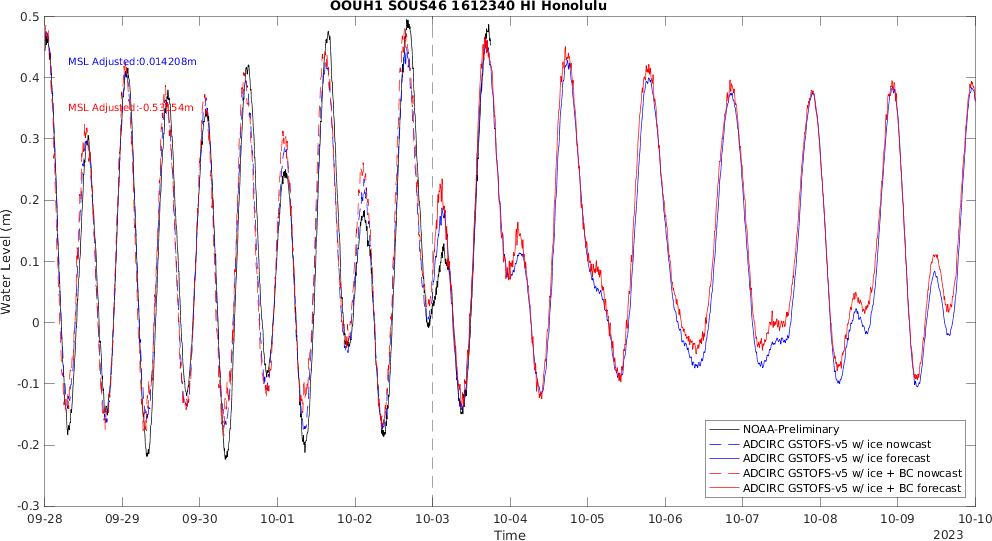 OOUH1 SOUS46 1612340 HI Honolulu
0.5
0.4
0.3
0.2
0.1
0
-0.1
-0.2
-0.3
Water Level (m)
MSL Adjusted:0.014208m
MSL
NOAA-Preliminary
ADCIRC GSTOFS-v5 w/ ice nowcast
ADCIRC GSTOFS-v5 w/ ice forecast
ADCIRC GSTOFS-v5 w/ ice + BC nowcast
ADCIRC GSTOFS-v5 w/ ice + BC forecast
09-28 09-29 09-30 10-01 10-02 10-03 10-04 10-05 10-06 10-07 10-08 10-09 10-10
Time
2023